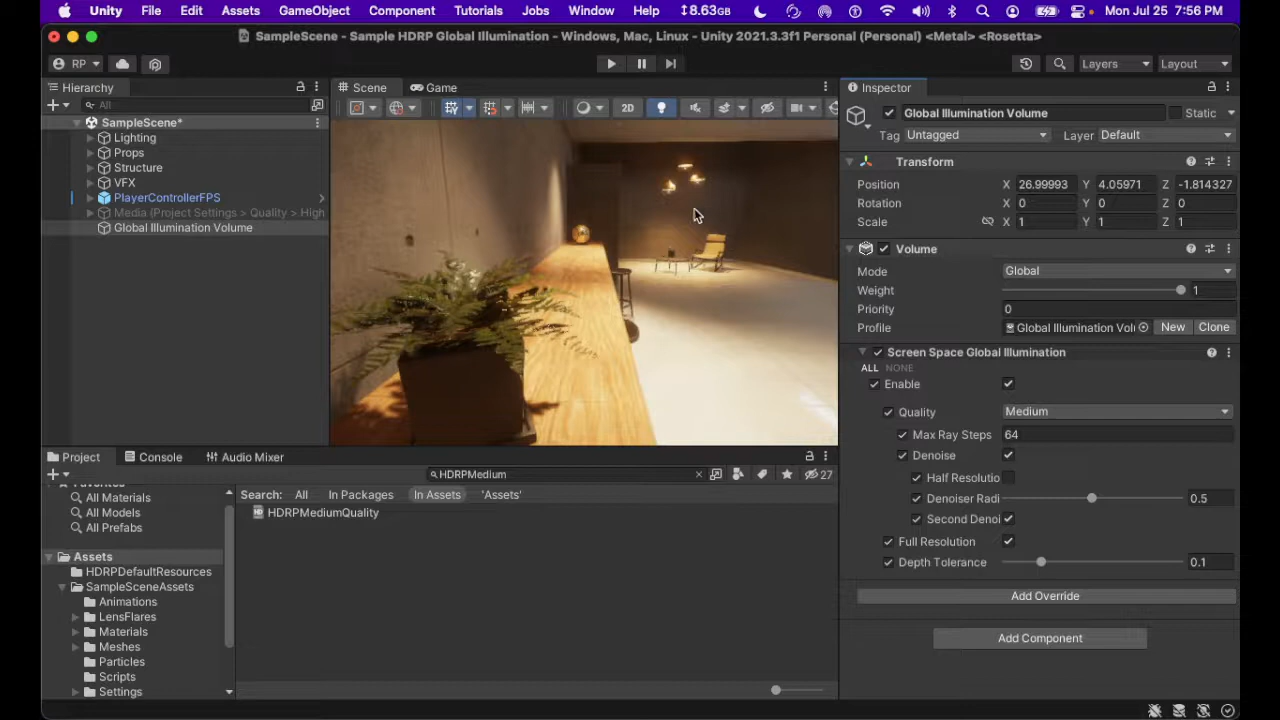 Unity File Edit Assets GameObject Component Tutorials Jobs Window Help 8.63GB Mon Jul 25 7:56 PM
SampleScene - Sample HDRP Global Illumination - Windows, Mac, Linux - Unity 2021.3.3f1 Personal (Personal) <Metal> <Rosetta>
RP Layers Layout
Hierarchy
All
SampleScene*
Lighting
Props
Structure
VFX
PlayerControllerFPS
Media (Project Settings > Quality > High
Global Illumination Volume
Scene Game
2D
Inspector
Global Illumination Volume Static
Tag Untagged Layer Default
Transform
Position X 26.99993 Y 4.05971 Z -1.814327
Rotation X 0 Y 0 Z 0
Scale X 1 Y 1 Z 1
Volume
Mode Global
Weight 1
Priority 0
Profile Global Illumination Volu New Clone
Screen Space Global Illumination
ALL NONE
Enable
Quality Medium
Max Ray Steps 64
Denoise
Half Resolutio
Denoiser Radi 0.5
Second Denoi
Full Resolution
Depth Tolerance 0.1
Add Override
Add Component
Project Console Audio Mixer
HDRPMedium 27
Favorites
All Materials
All Models
All Prefabs
Assets
HDRPDefaultResources
SampleSceneAssets
Animations
LensFlares
Materials
Meshes
Particles
Scripts
Settings
Search: All In Packages In Assets 'Assets'
HDRPMediumQuality